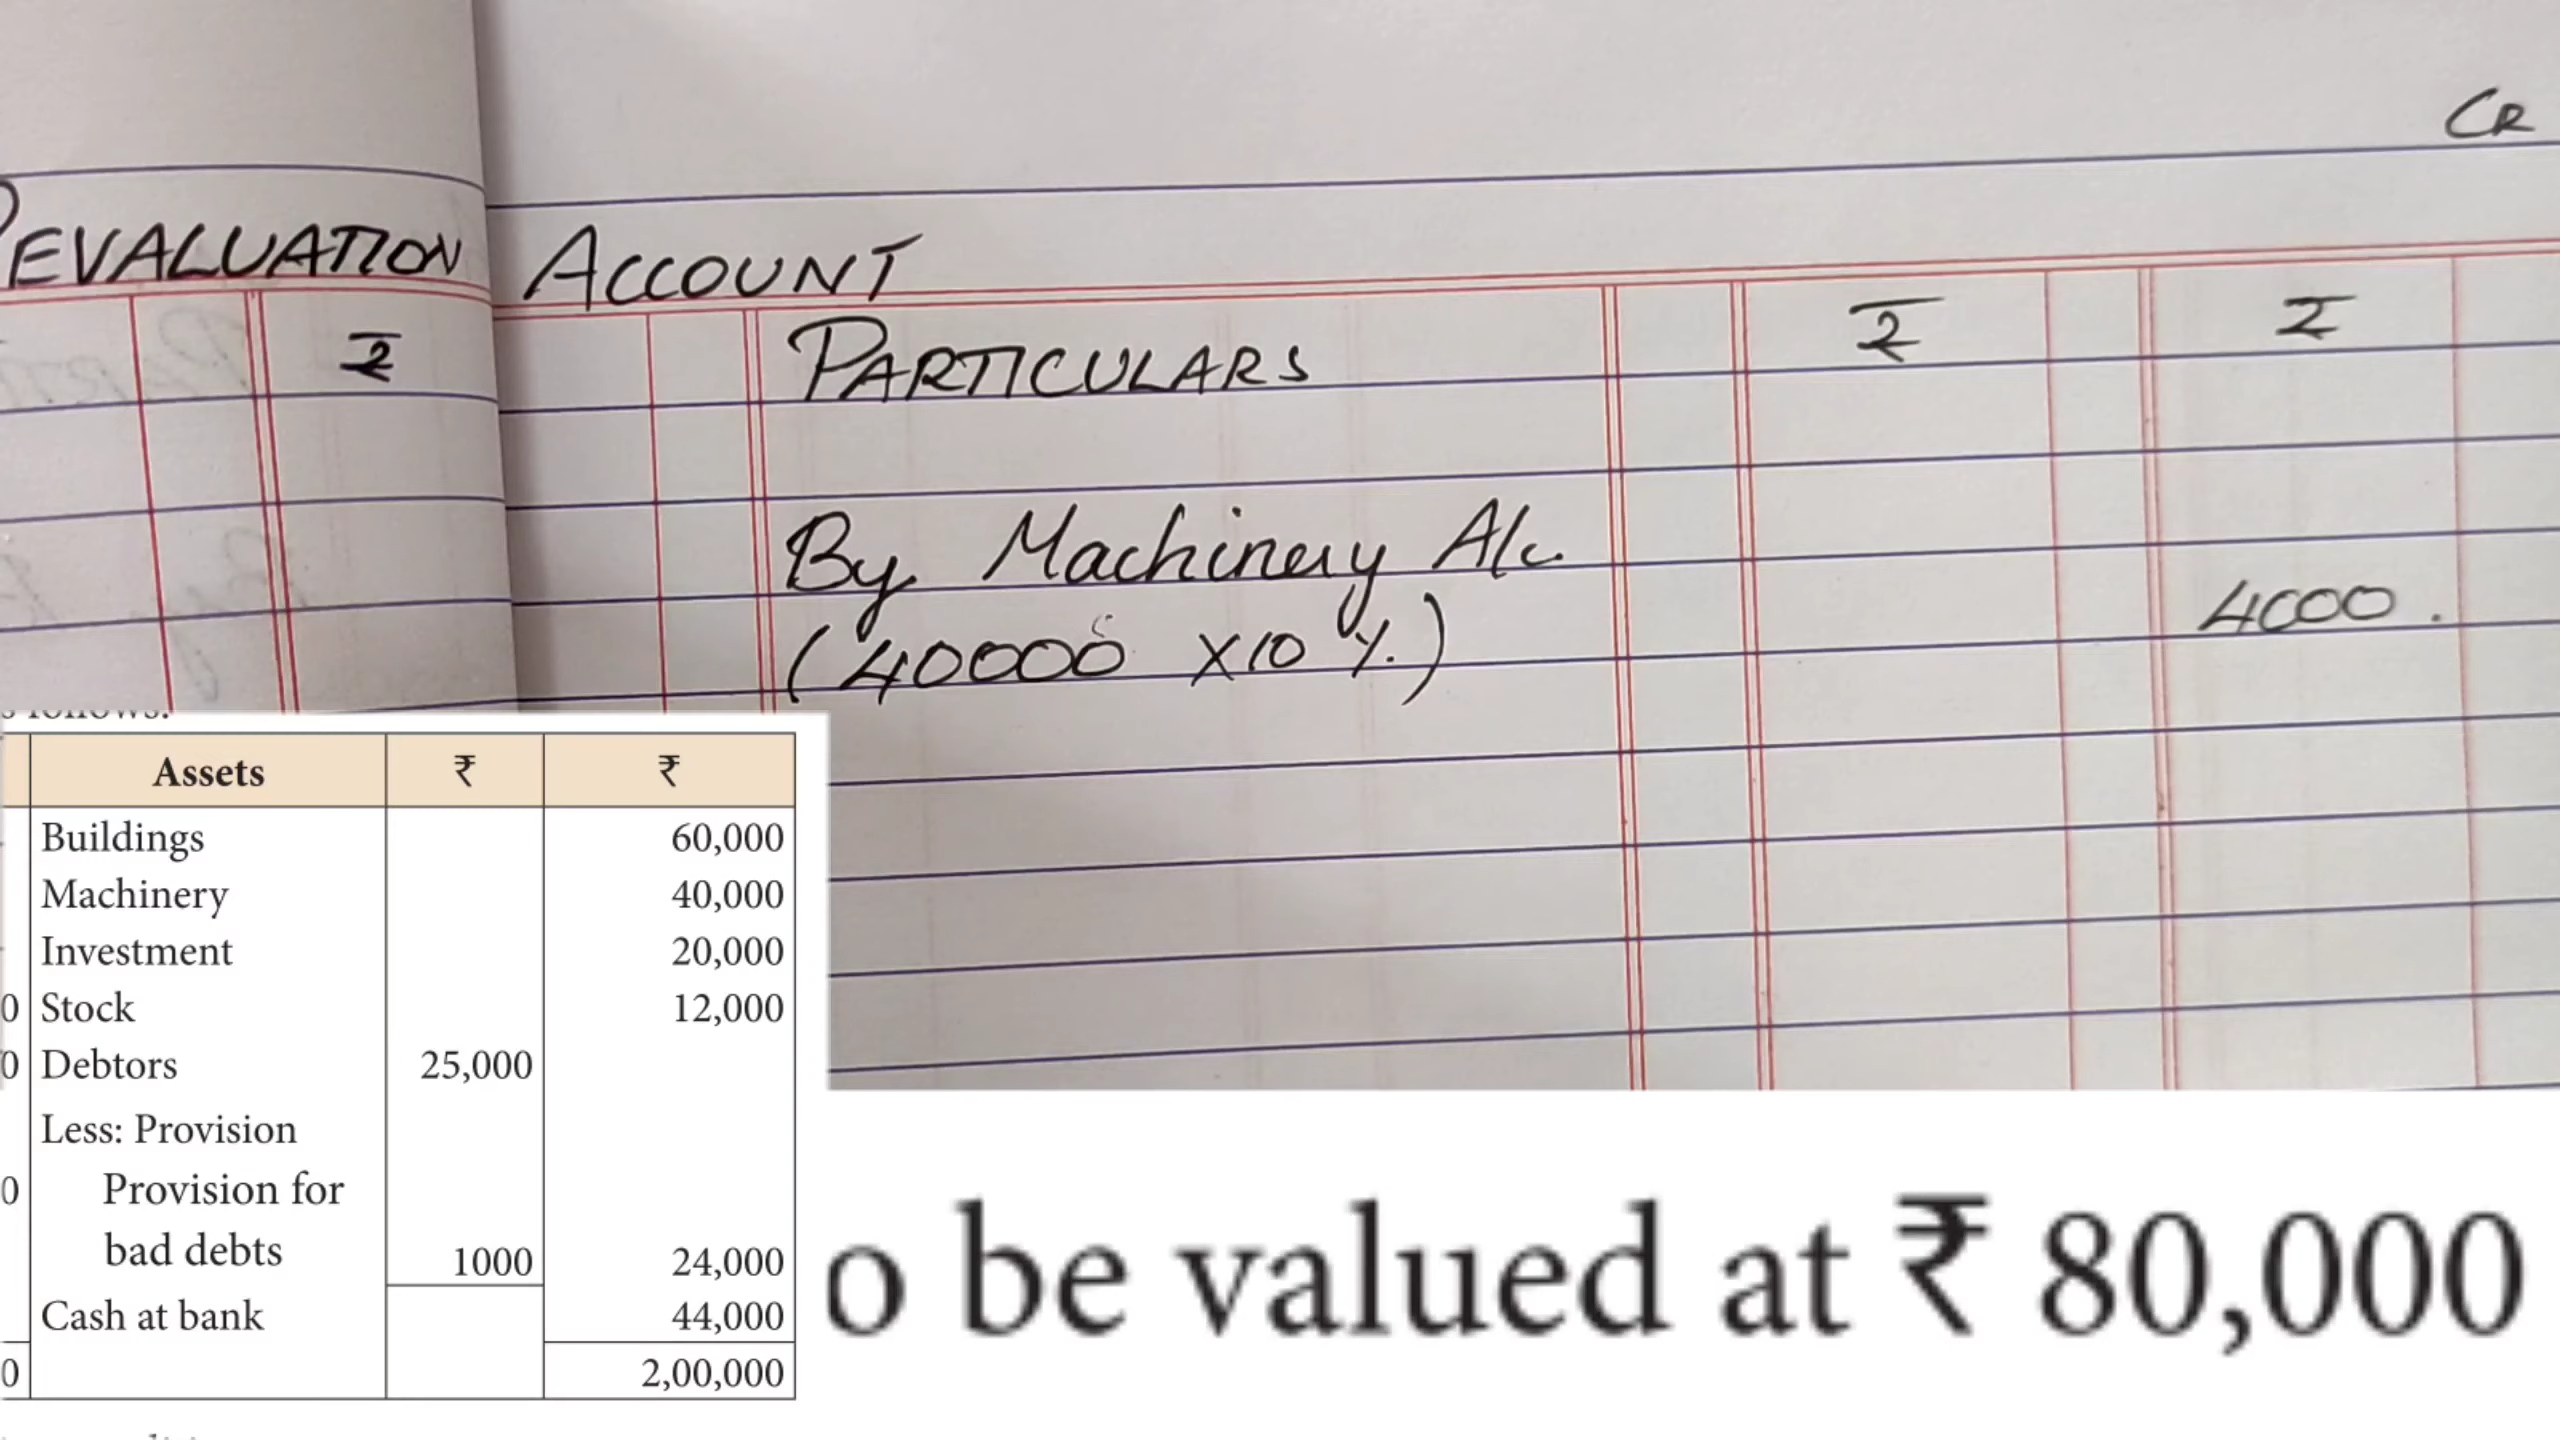 CR
REVALUATION ACCOUNT
₹ PARTICULARS ₹ ₹
By Machinery A/c.
4000.
(40000 X10%)
s follows:
Assets ₹ ₹
Buildings 60,000
Machinery 40,000
Investment 20,000
0 Stock 12,000
0 Debtors 25,000
Less: Provision
0 Provision for
bad debts 1000 24,000
Cash at bank 44,000
0 2,00,000
o be valued at ₹ 80,000